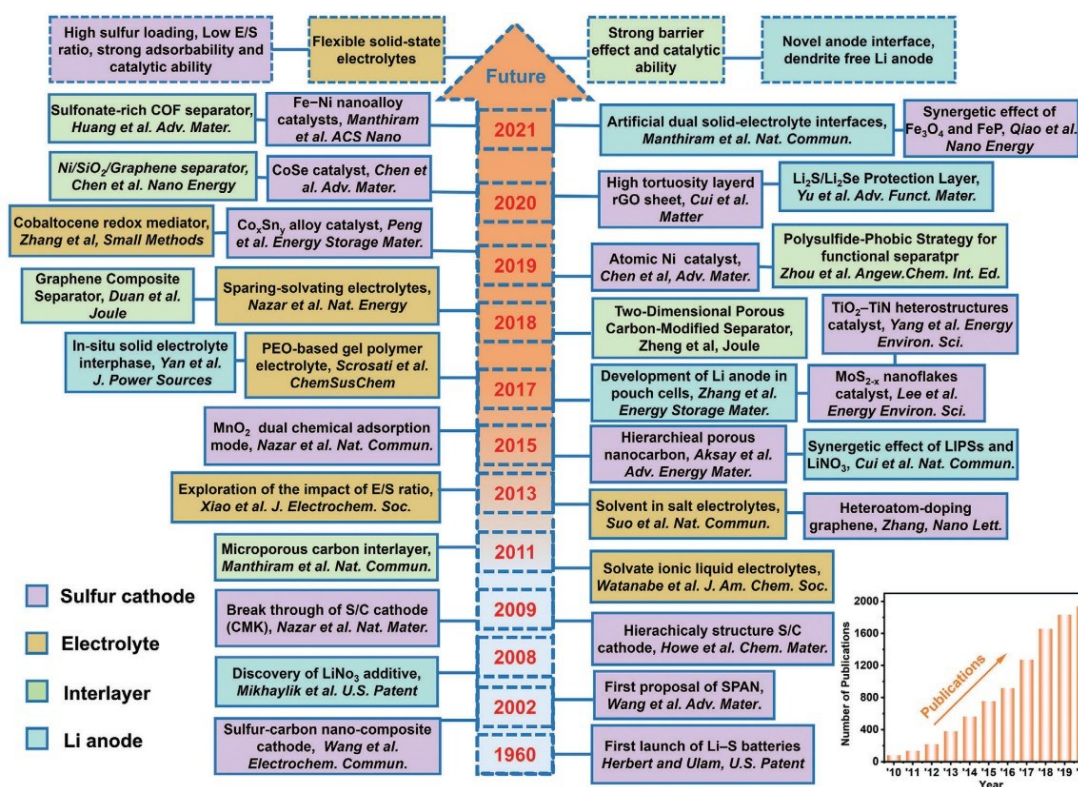 High sulfur loading, Low E/S
ratio, strong adsorbability and
catalytic ability
Flexible solid-state
electrolytes
Future
Strong barrier
effect and catalytic
ability
Novel anode interface,
dendrite free Li anode
Sulfonate-rich COF separator,
Huang et al. Adv. Mater.
Fe–Ni nanoalloy
catalysts, Manthiram
et al. ACS Nano
2021
Artificial dual solid-electrolyte interfaces,
Manthiram et al. Nat. Commun.
Synergetic effect of
Fe₃O₄ and FeP, Qiao et al.
Nano Energy
Ni/SiO₂/Graphene separator,
Chen et al. Nano Energy
CoSe catalyst, Chen
et al. Adv. Mater.
2020
High tortuosity layerd
rGO sheet, Cui et al.
Matter
Li₂S/Li₂Se Protection Layer,
Yu et al. Adv. Funct. Mater.
Cobaltocene redox mediator,
Zhang et al, Small Methods
CoₓSnᵧ alloy catalyst, Peng
et al. Energy Storage Mater.
2019
Atomic Ni catalyst,
Chen et al, Adv. Mater.
Polysulfide-Phobic Strategy for
functional separatpr
Zhou et al. Angew.Chem. Int. Ed.
Graphene Composite
Separator, Duan et al.
Joule
Sparing-solvating electrolytes,
Nazar et al. Nat. Energy
2018
Two-Dimensional Porous
Carbon-Modified Separator,
Zheng et al, Joule
TiO₂–TiN heterostructures
catalyst, Yang et al. Energy
Environ. Sci.
In-situ solid electrolyte
interphase, Yan et al.
J. Power Sources
PEO-based gel polymer
electrolyte, Scrosati et al.
ChemSusChem
2017
Development of Li anode in
pouch cells, Zhang et al.
Energy Storage Mater.
MoS₂₋ₓ nanoflakes
catalyst, Lee et al.
Energy Environ. Sci.
MnO₂ dual chemical adsorption
mode, Nazar et al. Nat. Commun.
2015
Hierarchieal porous
nanocarbon, Aksay et al.
Adv. Energy Mater.
Synergetic effect of LIPSs and
LiNO₃, Cui et al. Nat. Commun.
Exploration of the impact of E/S ratio,
Xiao et al. J. Electrochem. Soc.
2013
Solvent in salt electrolytes,
Suo et al. Nat. Commun.
Heteroatom-doping
graphene, Zhang, Nano Lett.
Microporous carbon interlayer,
Manthiram et al. Nat. Commun.
2011
Solvate ionic liquid electrolytes,
Watanabe et al. J. Am. Chem. Soc.
Break through of S/C cathode
(CMK), Nazar et al. Nat. Mater.
2009
Hierachicaly structure S/C
cathode, Howe et al. Chem. Mater.
2008
Discovery of LiNo₃ additive,
Mikhaylik et al. U.S. Patent
2002
First proposal of SPAN,
Wang et al. Adv. Mater.
Sulfur-carbon nano-composite
cathode, Wang et al.
Electrochem. Commun.
1960
First launch of Li–S batteries
Herbert and Ulam, U.S. Patent
Sulfur cathode
Electrolyte
Interlayer
Li anode
Number of Publications
2000
1600
1200
800
400
Publications
'10 '11 '12 '13 '14 '15 '16 '17 '18 '19
Year